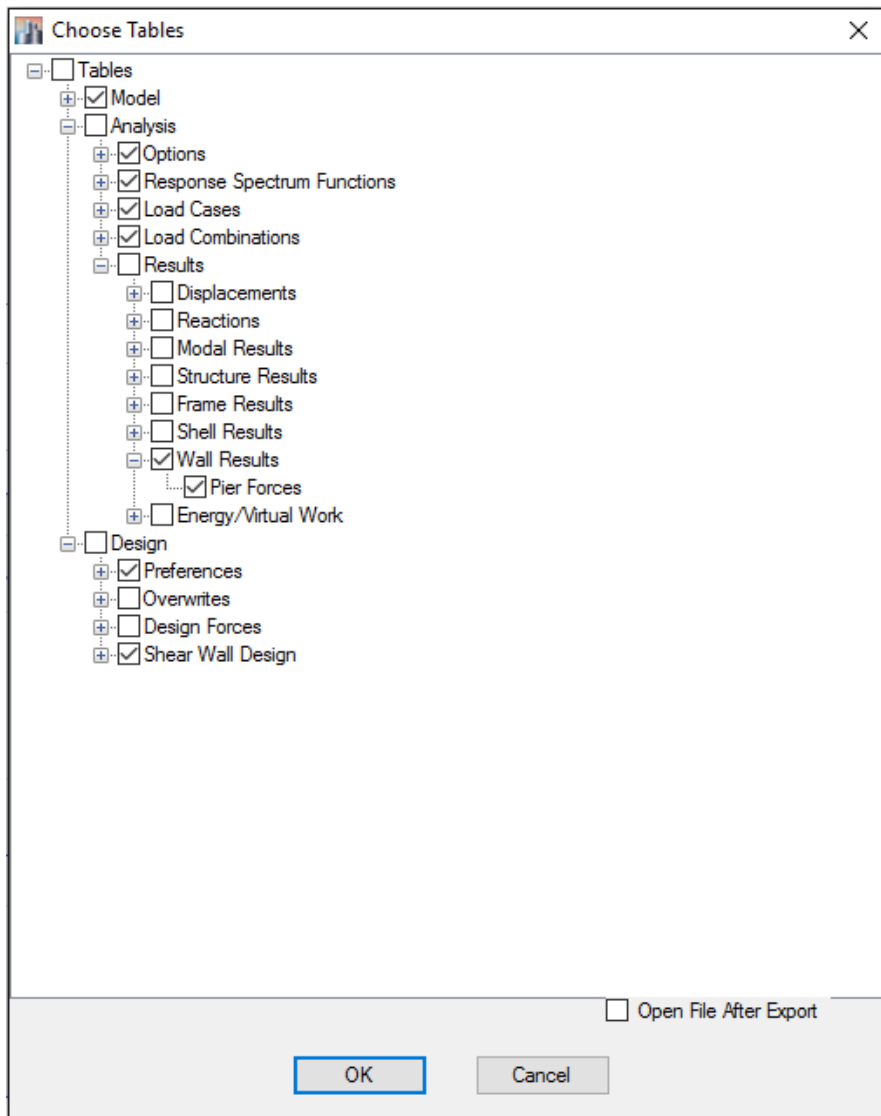 Choose Tables
Tables
Model
Analysis
Options
Response Spectrum Functions
Load Cases
Load Combinations
Results
Displacements
Reactions
Modal Results
Structure Results
Frame Results
Shell Results
Wall Results
Pier Forces
Energy/Virtual Work
Design
Preferences
Overwrites
Design Forces
Shear Wall Design
Open File After Export
OK Cancel